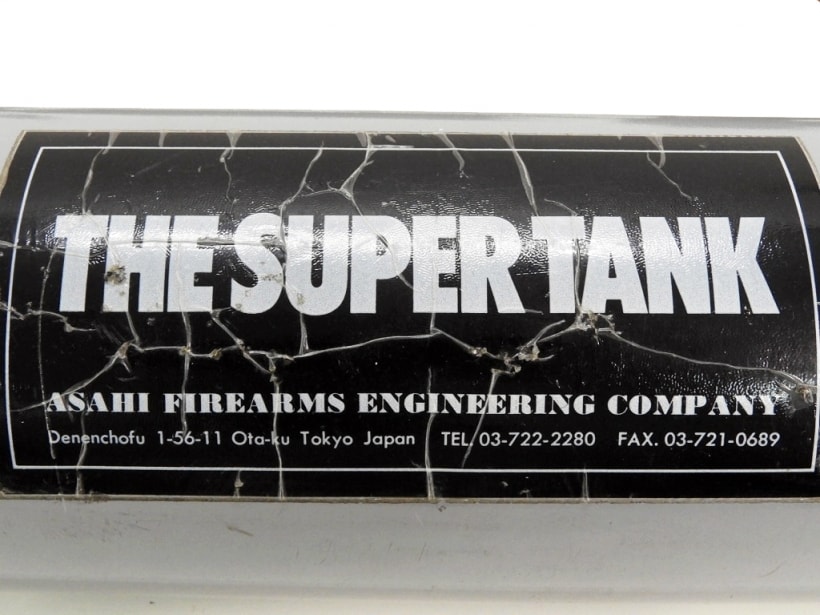 THE SUPER TANK
ASAHI FIREARMS ENGINEERING COMPANY
Denenchofu 1-56-11 Ota-ku Tokyo Japan TEL. 03-722-2280 FAX. 03-721-0689